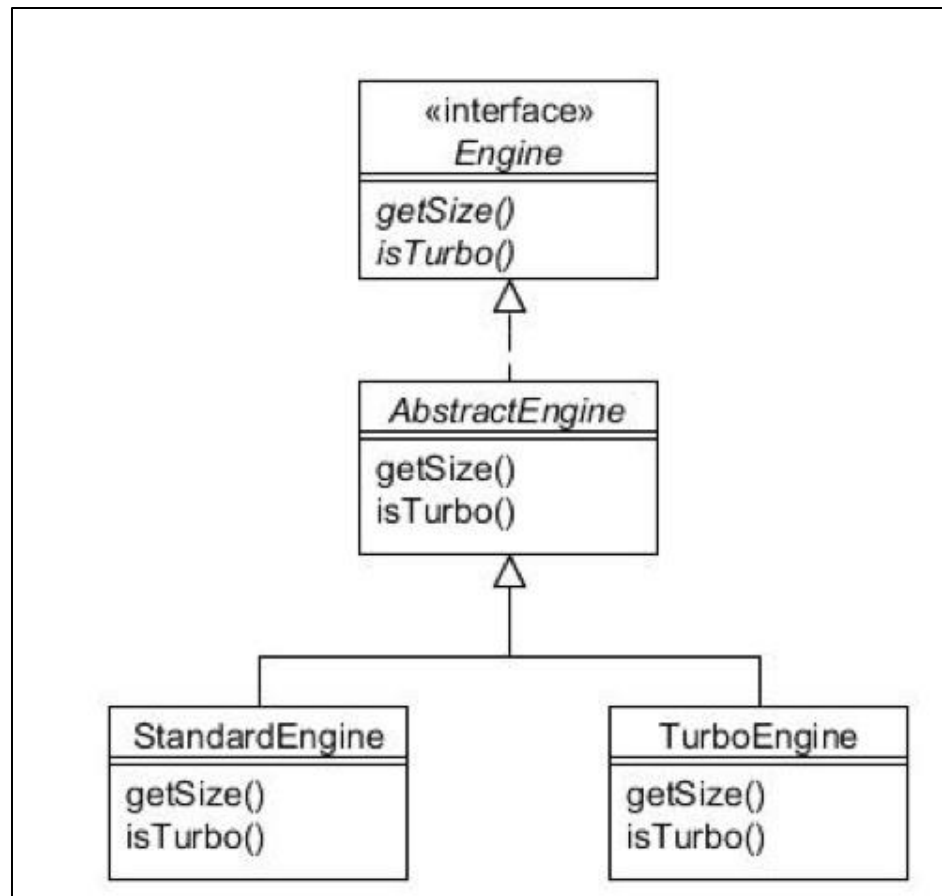 «interface»
Engine
getSize()
isTurbo()
AbstractEngine
getSize()
isTurbo()
StandardEngine
getSize()
isTurbo()
TurboEngine
getSize()
isTurbo()